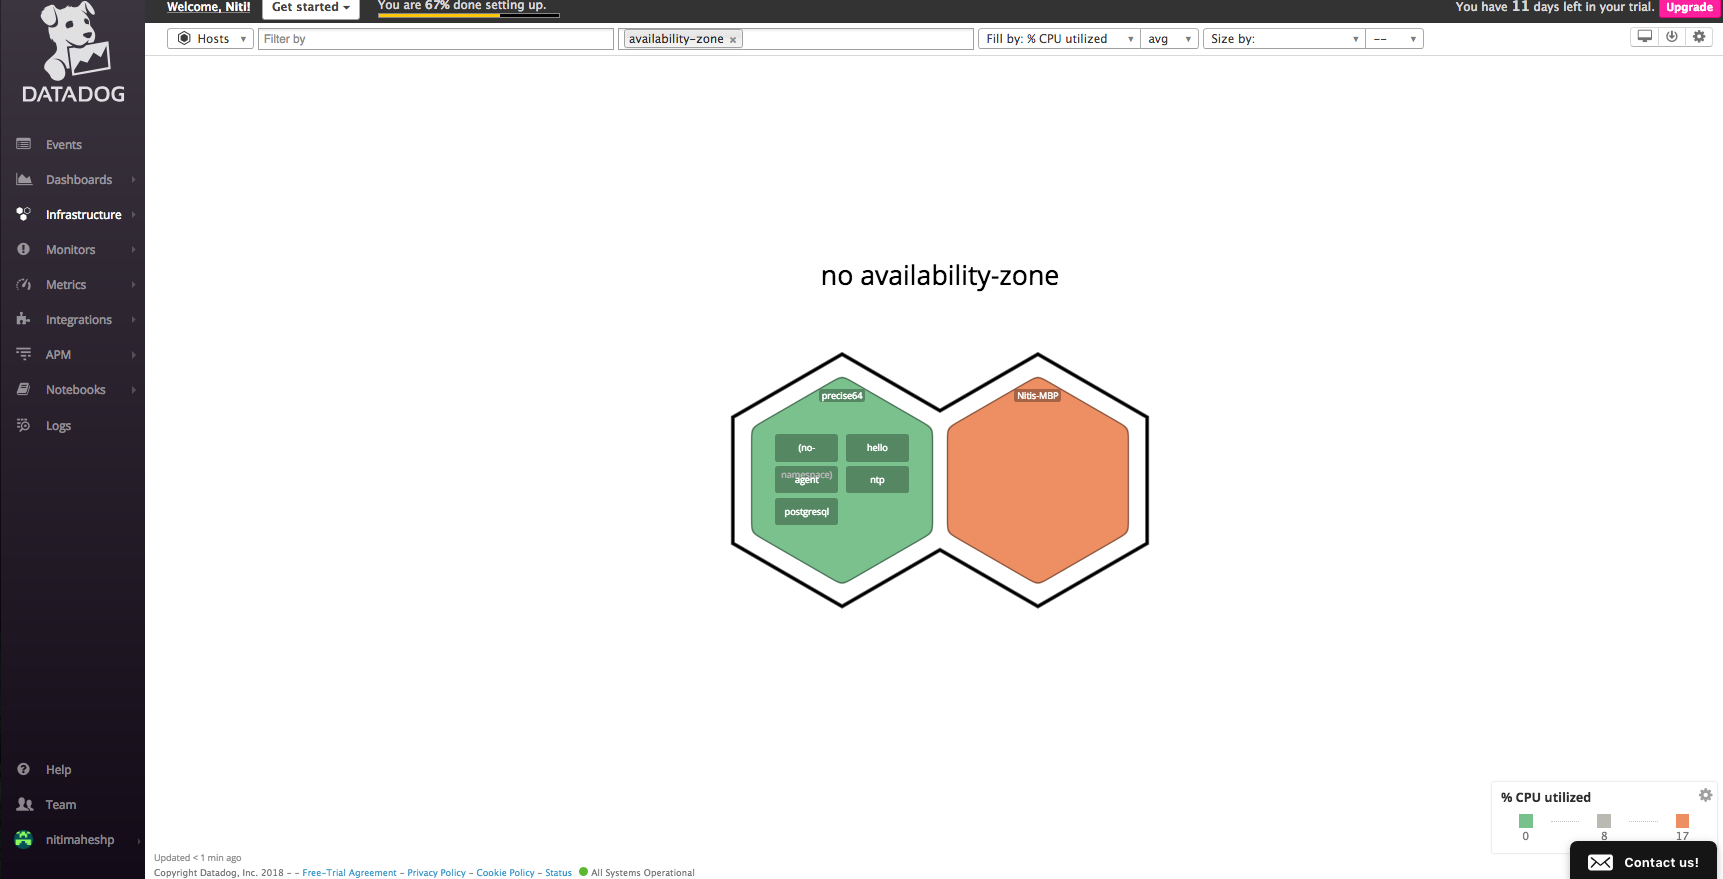 Welcome, Niti!
Get started
You are 67% done setting up.
You have 11 days left in your trial.
Upgrade
DATADOG
Hosts
Filter by
availability-zone ×
Fill by: % CPU utilized
avg
Size by:
--
Events
Dashboards
Infrastructure
Monitors
Metrics
Integrations
APM
Notebooks
Logs
no availability-zone
precise64
Nitis-MBP
(no-
namespace)
hello
agent
ntp
postgresql
Help
Team
nitimaheshp
% CPU utilized
0 8 17
Contact us!
Updated < 1 min ago
Copyright Datadog, Inc. 2018 - - Free-Trial Agreement - Privacy Policy - Cookie Policy - Status All Systems Operational